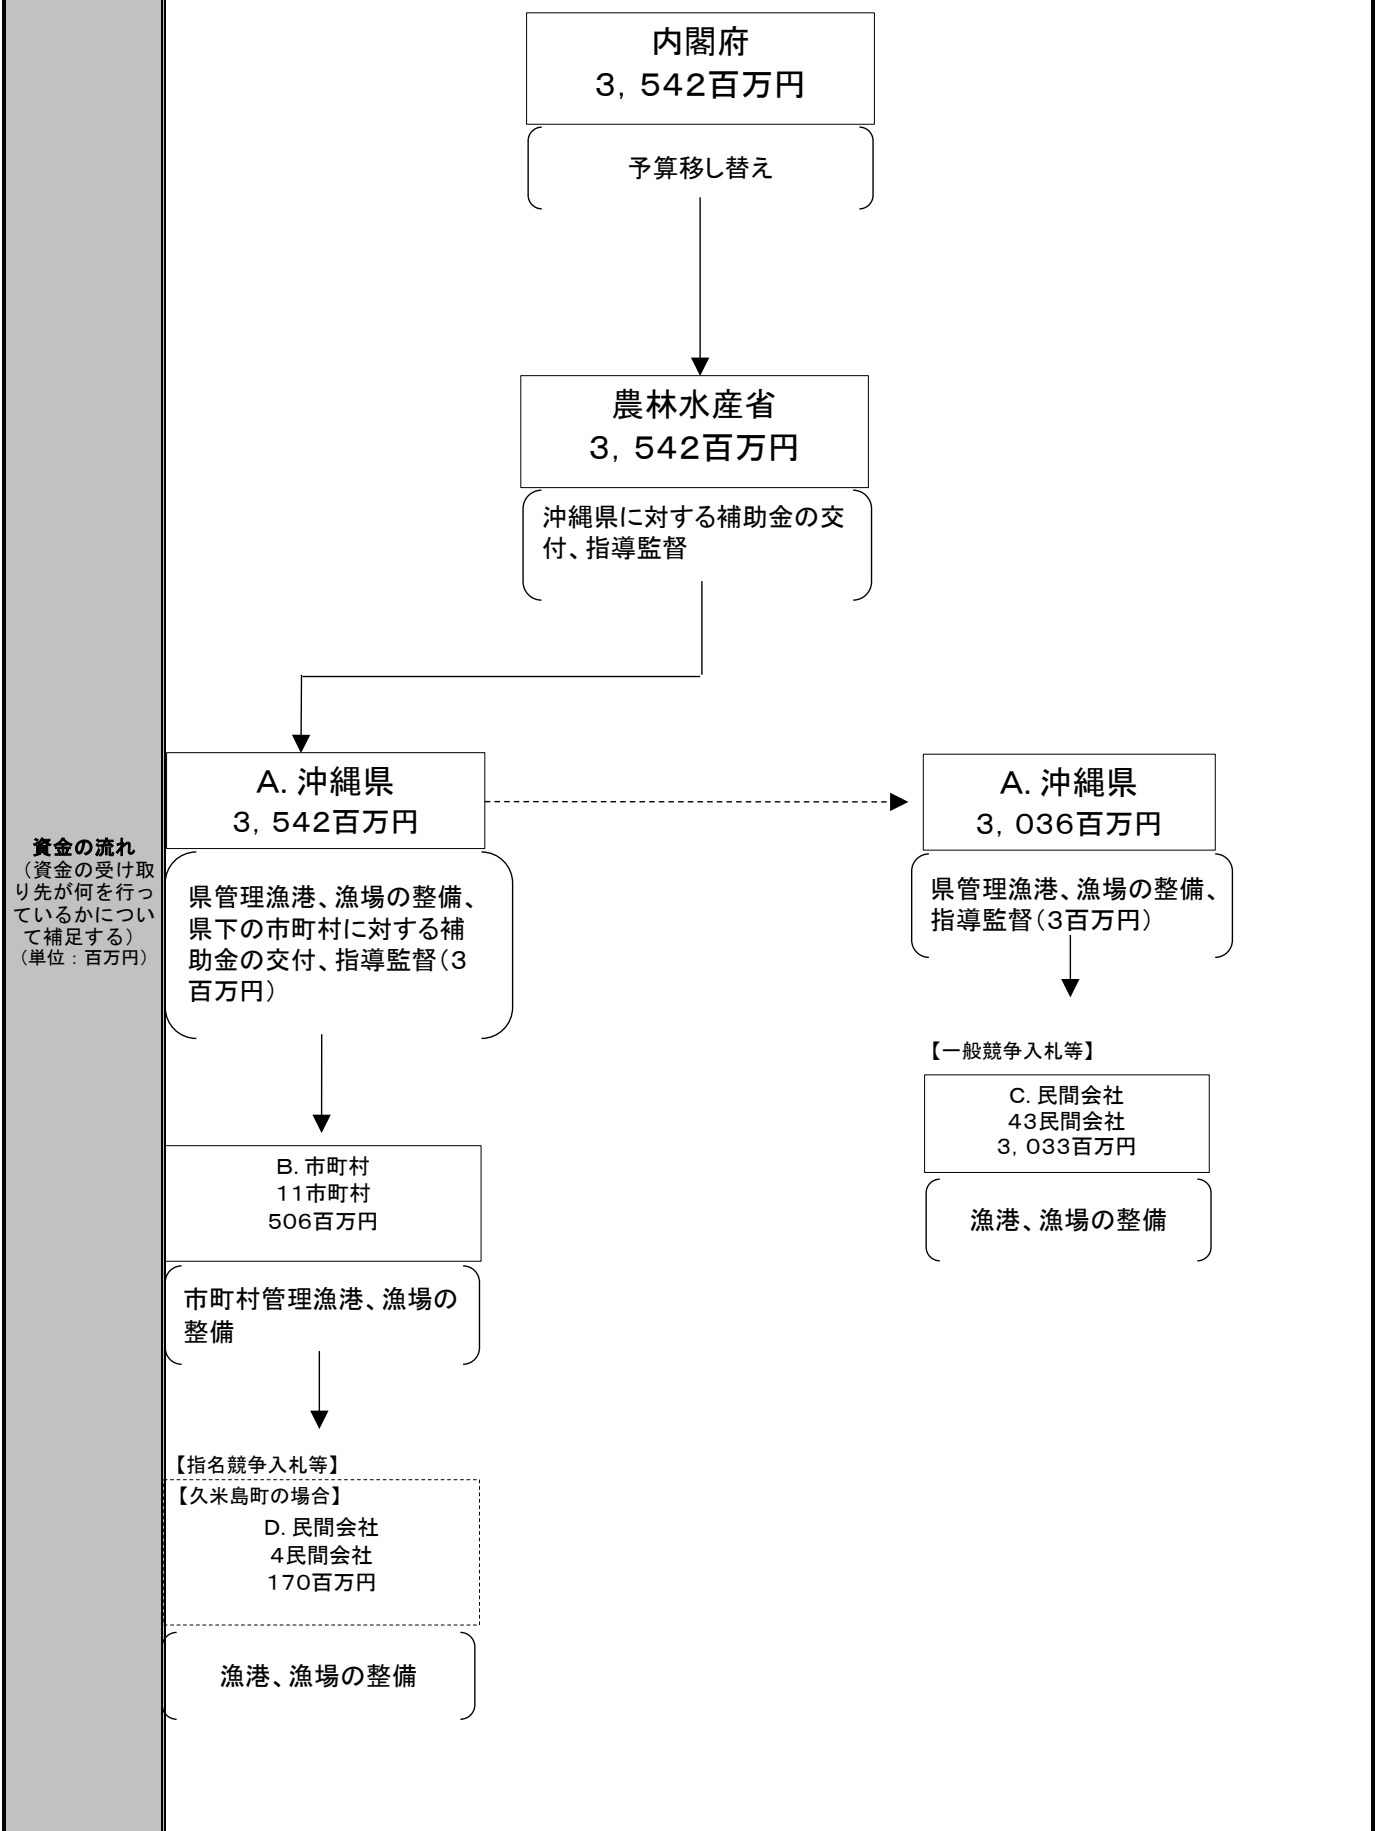 資金の流れ
（資金の受け取
り先が何を行っ
ているかについ
て補足する）
（単位：百万円）
内閣府
３，５４２百万円
予算移し替え
農林水産省
３，５４２百万円
沖縄県に対する補助金の交
付、指導監督
Ａ．沖縄県
３，５４２百万円
県管理漁港、漁場の整備、
県下の市町村に対する補
助金の交付、指導監督（３
百万円）
Ｂ．市町村
１１市町村
５０６百万円
市町村管理漁港、漁場の
整備
【指名競争入札等】
【久米島町の場合】
Ｄ．民間会社
４民間会社
１７０百万円
漁港、漁場の整備
Ａ．沖縄県
３，０３６百万円
県管理漁港、漁場の整備、
指導監督（３百万円）
【一般競争入札等】
Ｃ．民間会社
４３民間会社
３，０３３百万円
漁港、漁場の整備